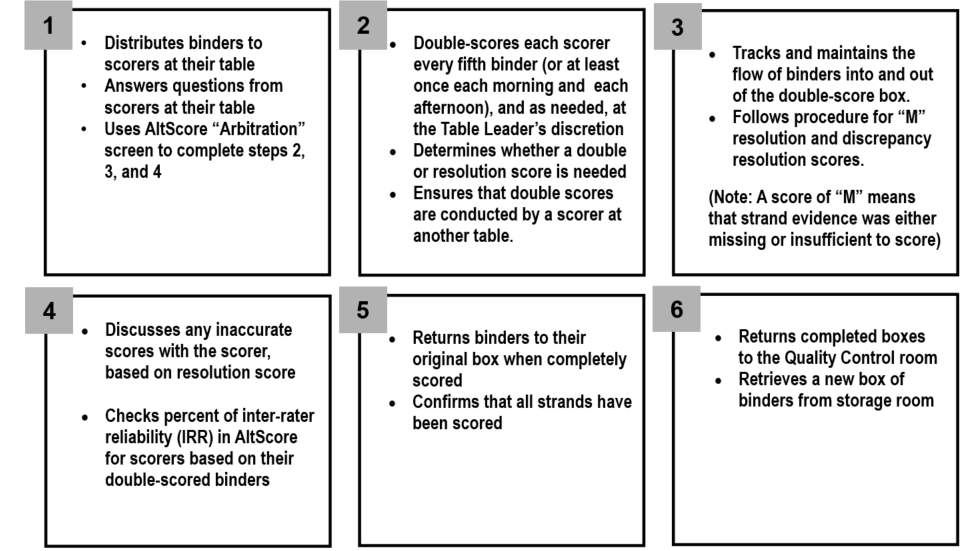 1
• Distributes binders to
scorers at their table
• Answers questions from
scorers at their table
• Uses AltScore “Arbitration”
screen to complete steps 2,
3, and 4
2
• Double-scores each scorer
every fifth binder (or at least
once each morning and each
afternoon), and as needed, at
the Table Leader’s discretion
• Determines whether a double
or resolution score is needed
• Ensures that double scores
are conducted by a scorer at
another table.
3
• Tracks and maintains the
flow of binders into and out
of the double-score box.
• Follows procedure for “M”
resolution and discrepancy
resolution scores.
(Note: A score of “M” means
that strand evidence was either
missing or insufficient to score)
4
• Discusses any inaccurate
scores with the scorer,
based on resolution score
• Checks percent of inter-rater
reliability (IRR) in AltScore
for scorers based on their
double-scored binders
5
• Returns binders to their
original box when completely
scored
• Confirms that all strands have
been scored
6
• Returns completed boxes
to the Quality Control room
• Retrieves a new box of
binders from storage room